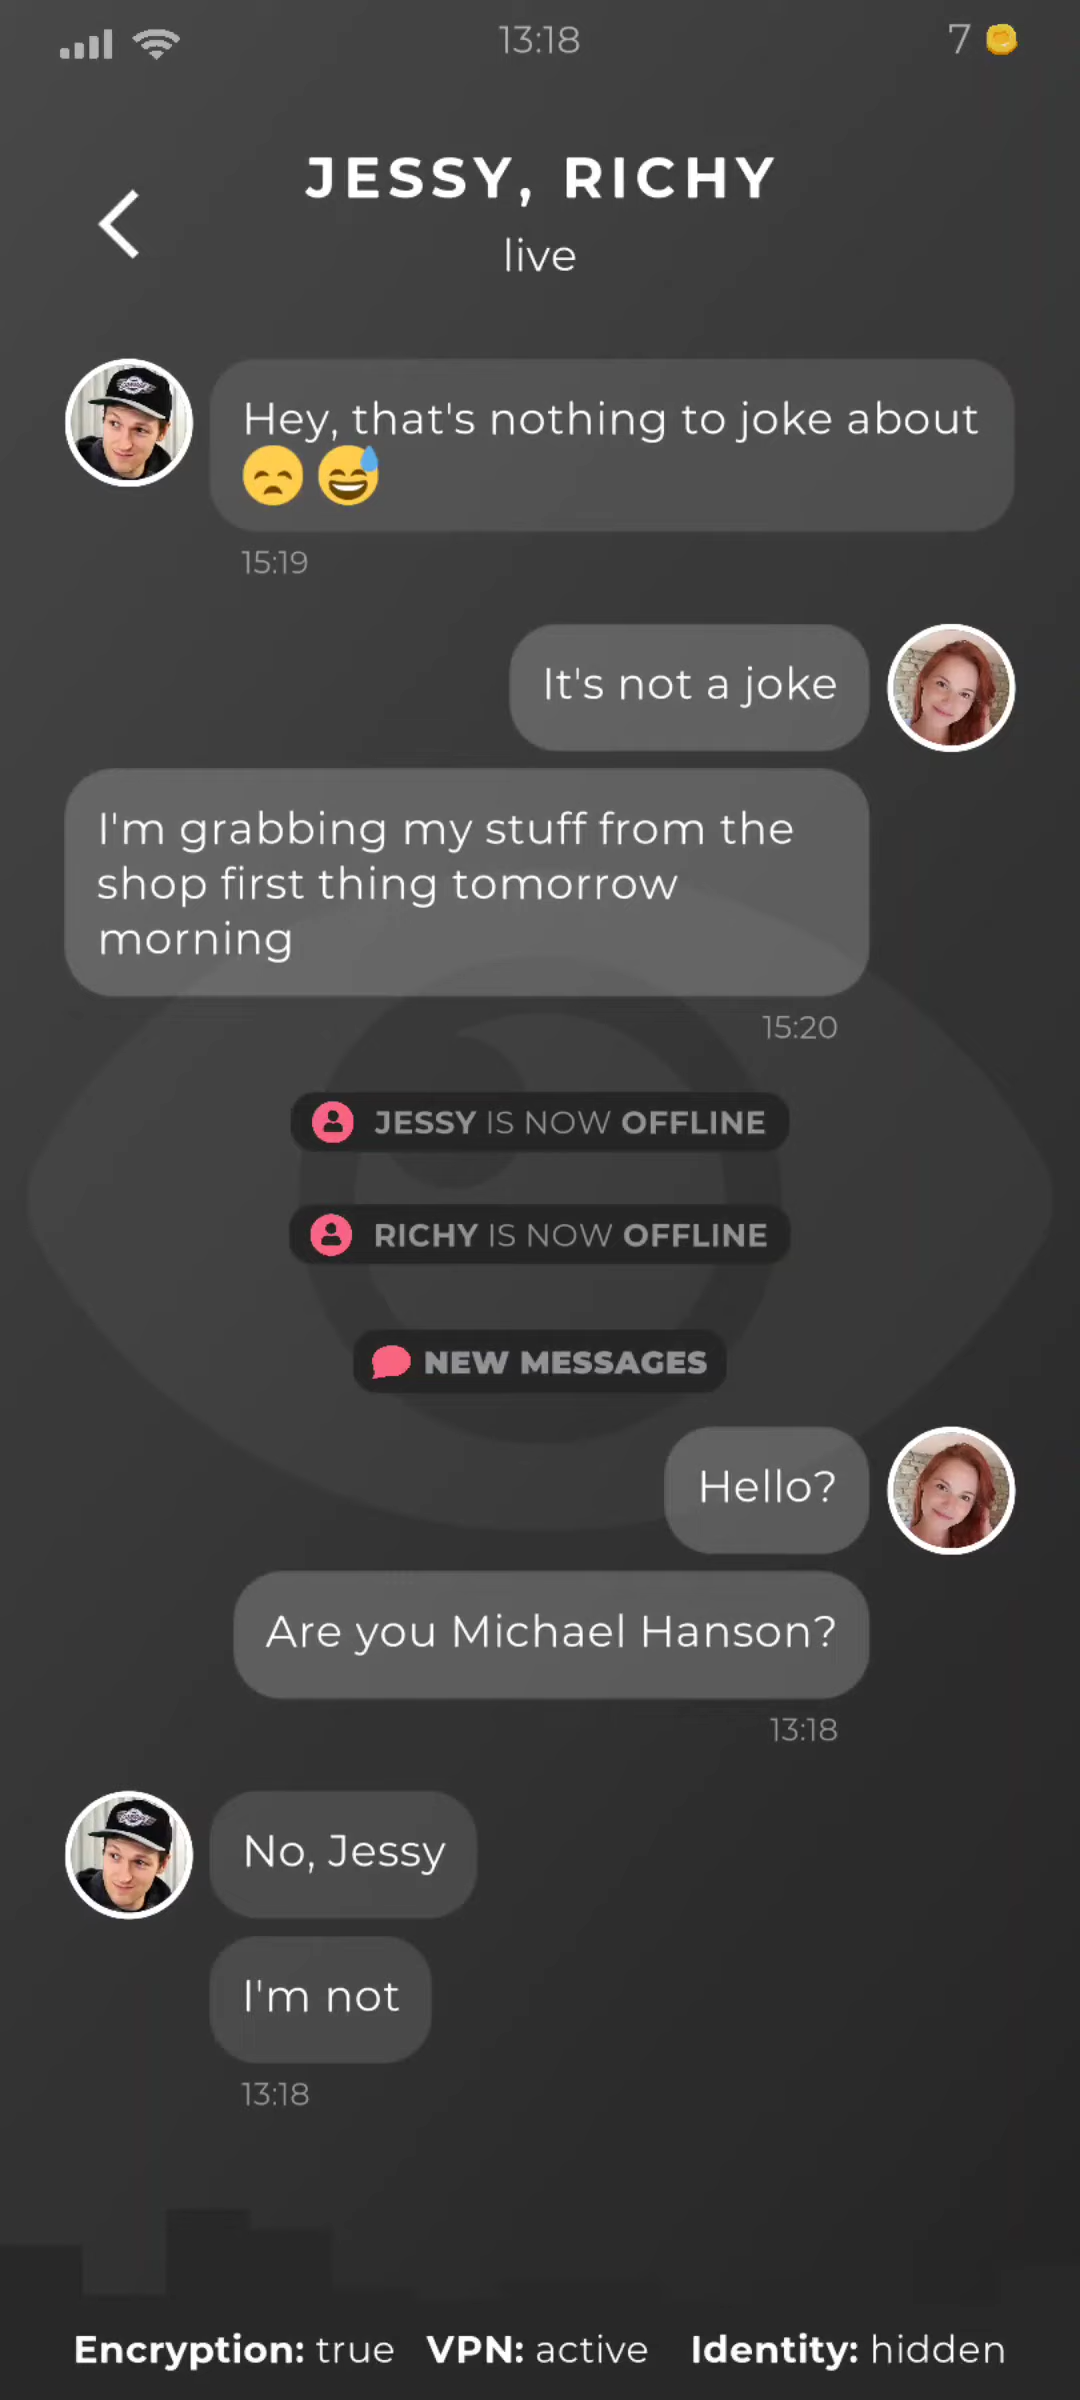 13:18
7
JESSY, RICHY
live
Hey, that's nothing to joke about
😞 😅
15:19
It's not a joke
I'm grabbing my stuff from the
shop first thing tomorrow
morning
15:20
JESSY IS NOW OFFLINE
RICHY IS NOW OFFLINE
NEW MESSAGES
Hello?
Are you Michael Hanson?
13:18
No, Jessy
I'm not
13:18
Encryption: true VPN: active Identity: hidden